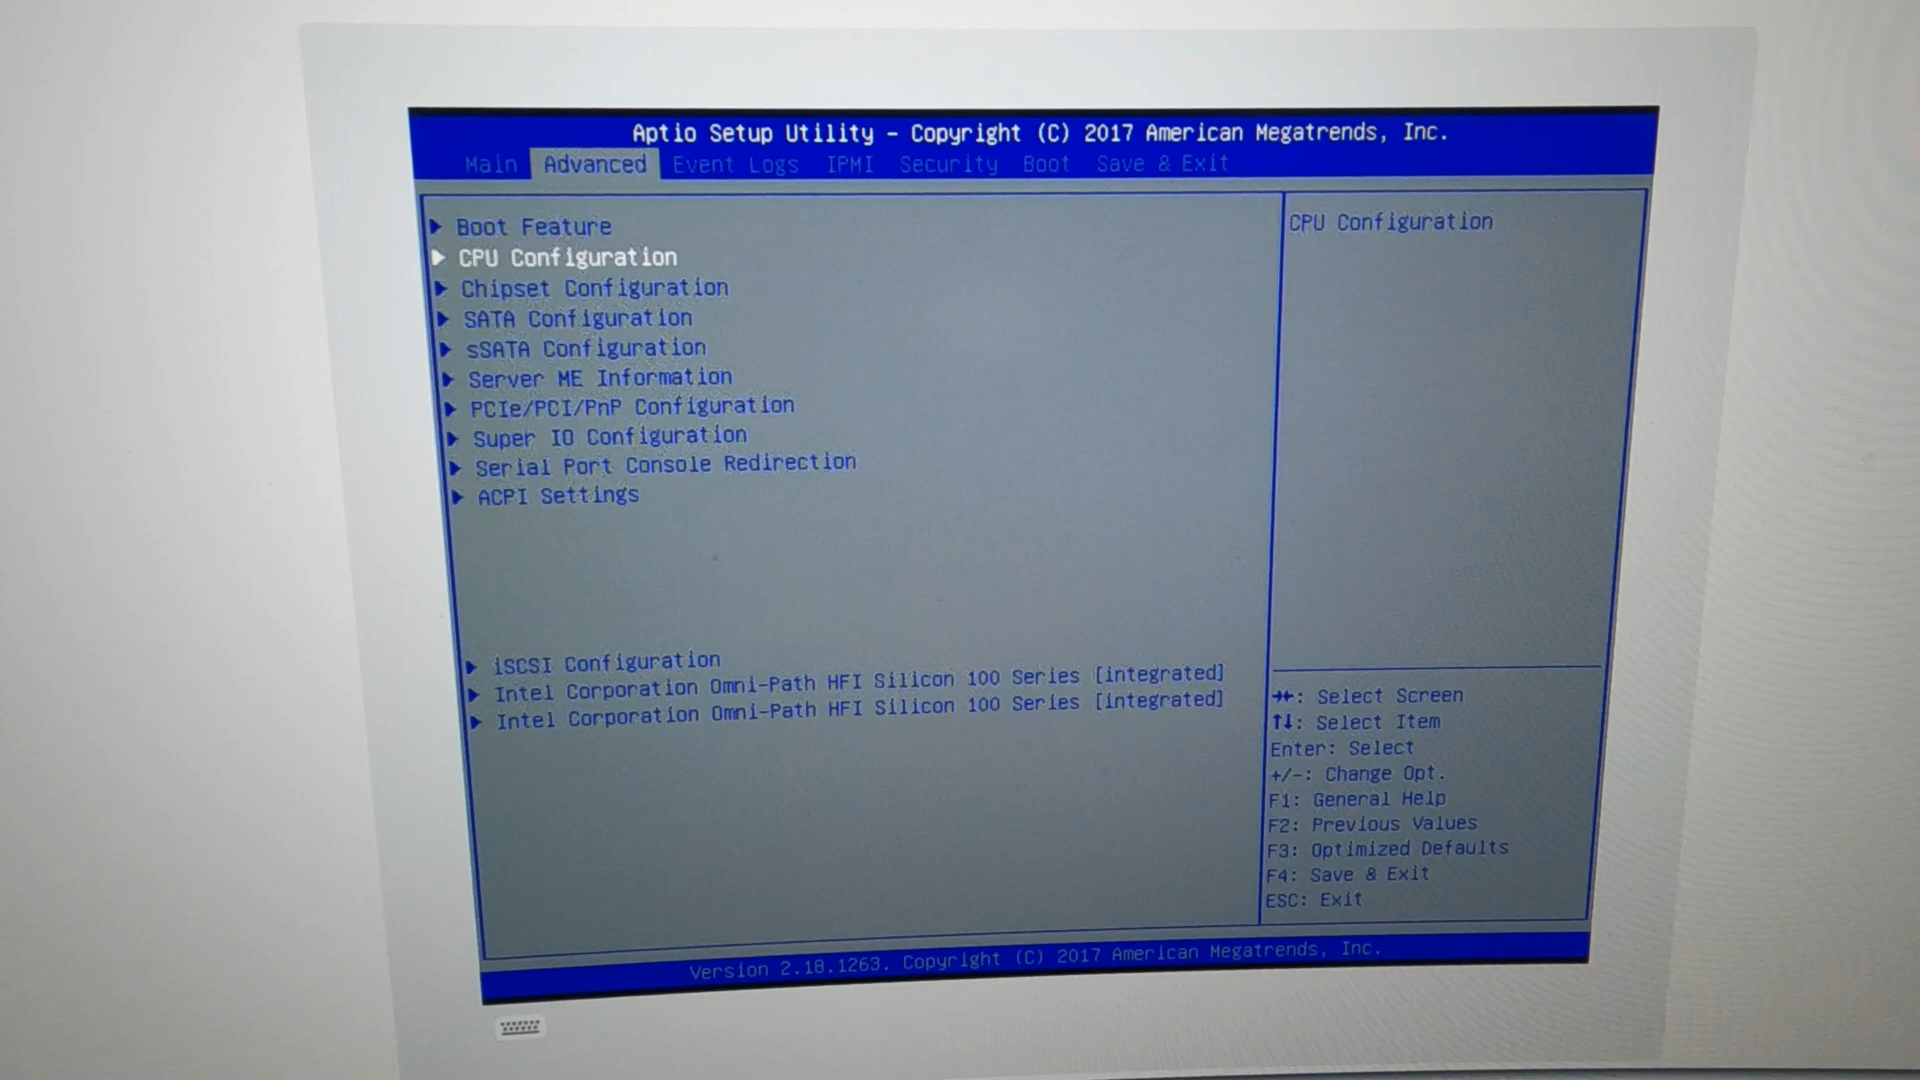 Aptio Setup Utility – Copyright (C) 2017 American Megatrends, Inc.
Main Advanced Event Logs IPMI Security Boot Save & Exit
Boot Feature
CPU Configuration
Chipset Configuration
SATA Configuration
sSATA Configuration
Server ME Information
PCIe/PCI/PnP Configuration
Super IO Configuration
Serial Port Console Redirection
ACPI Settings
iSCSI Configuration
Intel Corporation Omni-Path HFI Silicon 100 Series [integrated]
Intel Corporation Omni-Path HFI Silicon 100 Series [integrated]
CPU Configuration
→←: Select Screen
↑↓: Select Item
Enter: Select
+/-: Change Opt.
F1: General Help
F2: Previous Values
F3: Optimized Defaults
F4: Save & Exit
ESC: Exit
Version 2.18.1263. Copyright (C) 2017 American Megatrends, Inc.